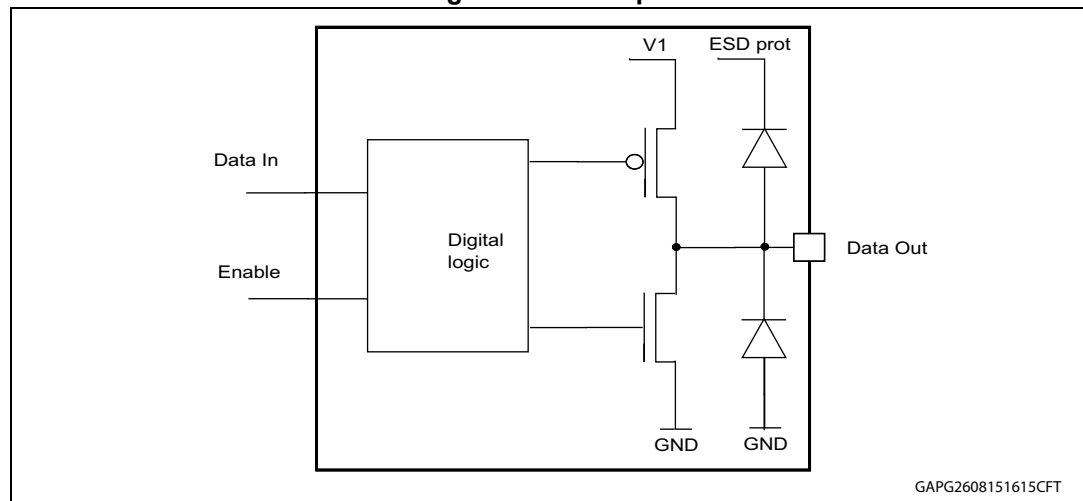 V1
ESD prot
Data In
Digital
logic
Data Out
Enable
GND
GND
GAPG2608151615CFT